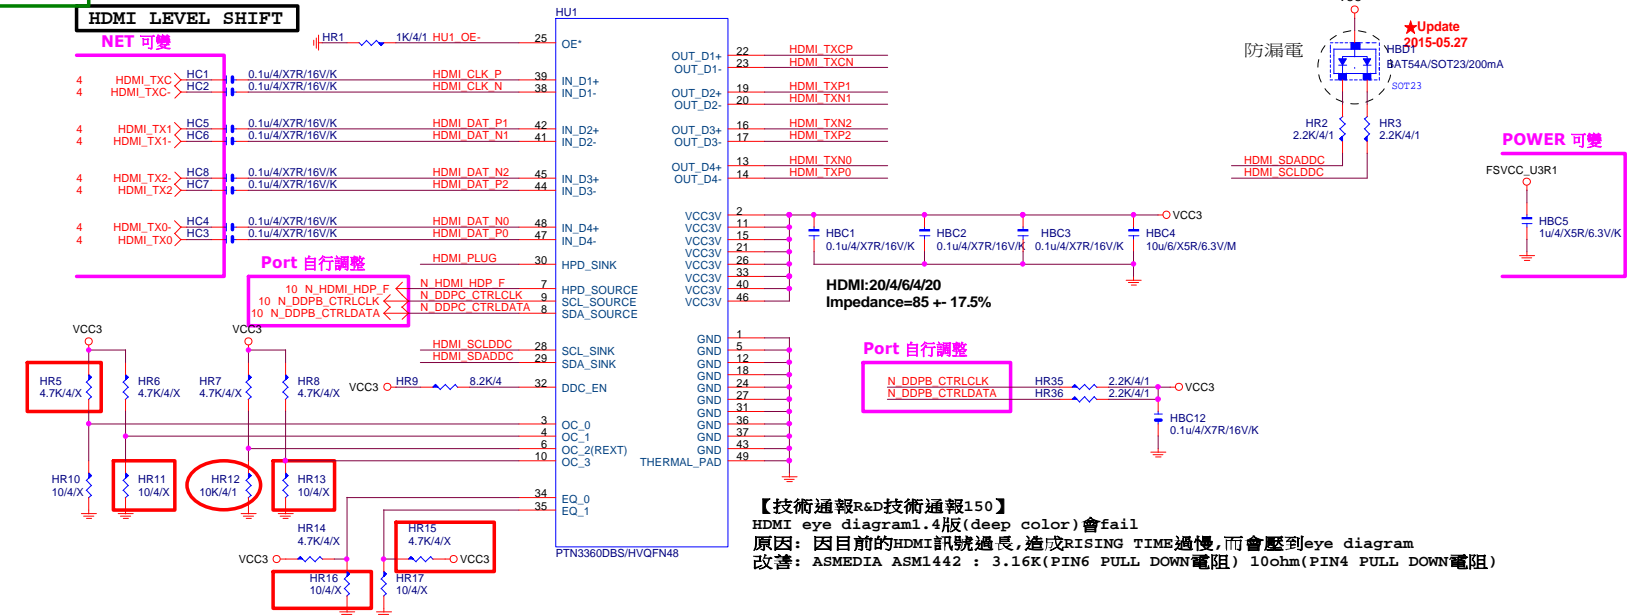 HDMI LEVEL SHIFT
NET 可變
4 HDMI_TXC HC1 0.1u/4/X7R/16V/K HDMI_CLK_P
4 HDMI_TXC- HC2 0.1u/4/X7R/16V/K HDMI_CLK_N
4 HDMI_TX1 HC5 0.1u/4/X7R/16V/K HDMI_DAT_P1
4 HDMI_TX1- HC6 0.1u/4/X7R/16V/K HDMI_DAT_N1
4 HDMI_TX2- HC8 0.1u/4/X7R/16V/K HDMI_DAT_N2
4 HDMI_TX2 HC7 0.1u/4/X7R/16V/K HDMI_DAT_P2
4 HDMI_TX0- HC4 0.1u/4/X7R/16V/K HDMI_DAT_N0
4 HDMI_TX0 HC3 0.1u/4/X7R/16V/K HDMI_DAT_P0
HR1 1K/4/1 HU1_OE-
HDMI_PLUG
Port 自行調整
10 N_HDMI_HDP_F N_HDMI_HDP_F
10 N_DDPB_CTRLCLK N_DDPC_CTRLCLK
10 N_DDPB_CTRLDATA N_DDPC_CTRLDATA
HDMI_SCLDDC
HDMI_SDADDC
VCC3 HR9 8.2K/4
VCC3
VCC3
HR5
4.7K/4/X
HR6
4.7K/4/X
HR7
4.7K/4/X
HR8
4.7K/4/X
HR10
10/4/X
HR11
10/4/X
HR12
10K/4/1
HR13
10/4/X
HR14
4.7K/4/X
VCC3
HR15
4.7K/4/X
VCC3
HR16
10/4/X
HR17
10/4/X
HU1
25 OE*
39 IN_D1+
38 IN_D1-
42 IN_D2+
41 IN_D2-
45 IN_D3+
44 IN_D3-
48 IN_D4+
47 IN_D4-
30 HPD_SINK
7 HPD_SOURCE
9 SCL_SOURCE
8 SDA_SOURCE
28 SCL_SINK
29 SDA_SINK
32 DDC_EN
3 OC_0
4 OC_1
6 OC_2(REXT)
10 OC_3
34 EQ_0
35 EQ_1
PTN3360DBS/HVQFN48
OUT_D1+ 22 HDMI_TXCP
OUT_D1- 23 HDMI_TXCN
OUT_D2+ 19 HDMI_TXP1
OUT_D2- 20 HDMI_TXN1
OUT_D3+ 16 HDMI_TXN2
OUT_D3- 17 HDMI_TXP2
OUT_D4+ 13 HDMI_TXN0
OUT_D4- 14 HDMI_TXP0
VCC3V 2
VCC3V 11
VCC3V 15
VCC3V 21
VCC3V 26
VCC3V 33
VCC3V 40
VCC3V 46
GND 1
GND 5
GND 12
GND 18
GND 24
GND 27
GND 31
GND 36
GND 37
GND 43
THERMAL_PAD 49
VCC3
HBC1
0.1u/4/X7R/16V/K
HBC2
0.1u/4/X7R/16V/K
HBC3
0.1u/4/X7R/16V/K
HBC4
10u/6/X5R/6.3V/M
HDMI:20/4/6/4/20
Impedance=85 +- 17.5%
Port 自行調整
N_DDPB_CTRLCLK HR35 2.2K/4/1 VCC3
N_DDPB_CTRLDATA HR36 2.2K/4/1
HBC12
0.1u/4/X7R/16V/K
防漏電
★Update
2015-05.27
HBD1
BAT54A/SOT23/200mA
SOT23
HR2
2.2K/4/1
HR3
2.2K/4/1
HDMI_SDADDC
HDMI_SCLDDC
POWER 可變
FSVCC_U3R1
HBC5
1u/4/X5R/6.3V/K
【技術通報R&D技術通報150】
HDMI eye diagram1.4版(deep color)會fail
原因: 因目前的HDMI訊號過長,造成RISING TIME過慢,而會壓到eye diagram
改善: ASMEDIA ASM1442 : 3.16K(PIN6 PULL DOWN電阻) 10ohm(PIN4 PULL DOWN電阻)